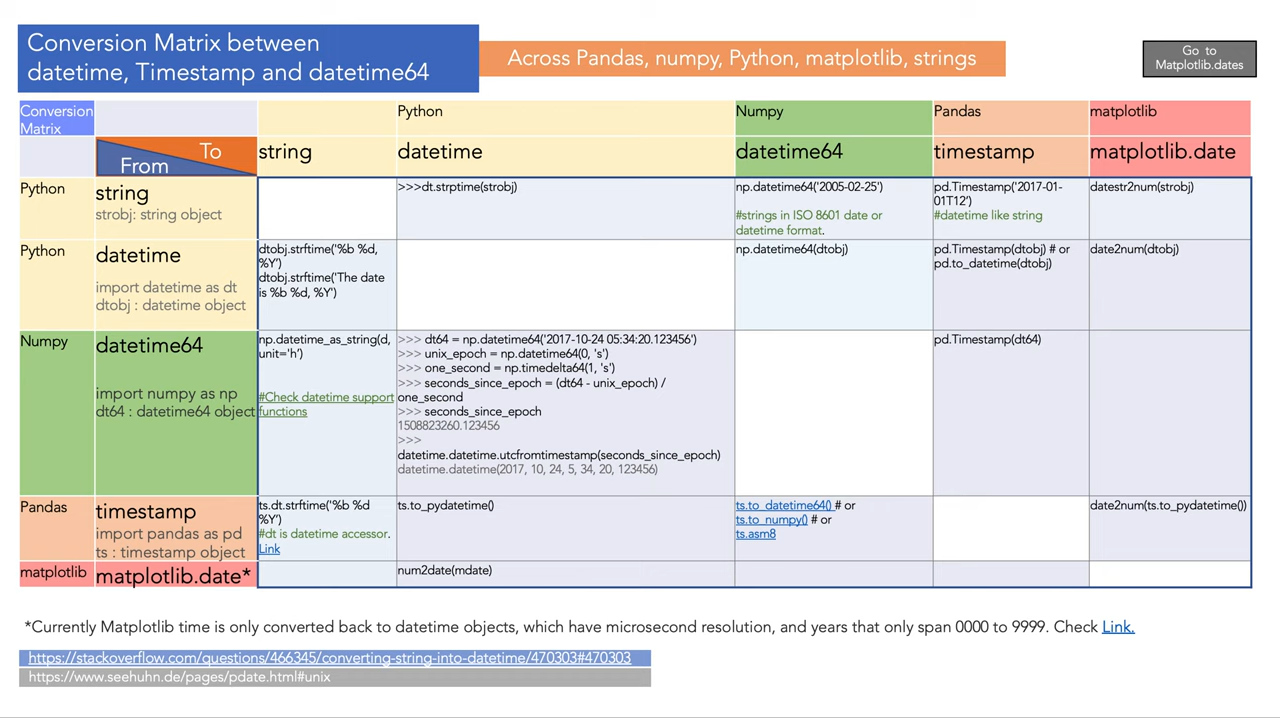 Conversion Matrix between
datetime, Timestamp and datetime64
Across Pandas, numpy, Python, matplotlib, strings
Go to
Matplotlib.dates
Conversion
Matrix
Python
Numpy
Pandas
matplotlib
To
From
string
datetime
datetime64
timestamp
matplotlib.date
Python
string
strobj: string object
>>>dt.strptime(strobj)
np.datetime64('2005-02-25')
#strings in ISO 8601 date or
datetime format.
pd.Timestamp('2017-01-
01T12')
#datetime like string
datestr2num(strobj)
Python
datetime
import datetime as dt
dtobj : datetime object
dtobj.strftime('%b %d,
%Y')
dtobj.strftime('The date
is %b %d, %Y')
np.datetime64(dtobj)
pd.Timestamp(dtobj) # or
pd.to_datetime(dtobj)
date2num(dtobj)
Numpy
datetime64
import numpy as np
dt64 : datetime64 object
np.datetime_as_string(d,
unit='h')
#Check datetime support
functions
>>> dt64 = np.datetime64('2017-10-24 05:34:20.123456')
>>> unix_epoch = np.datetime64(0, 's')
>>> one_second = np.timedelta64(1, 's')
>>> seconds_since_epoch = (dt64 - unix_epoch) /
one_second
>>> seconds_since_epoch
1508823260.123456
>>>
datetime.datetime.utcfromtimestamp(seconds_since_epoch)
datetime.datetime(2017, 10, 24, 5, 34, 20, 123456)
pd.Timestamp(dt64)
Pandas
timestamp
import pandas as pd
ts : timestamp object
ts.dt.strftime('%b %d
%Y')
#dt is datetime accessor.
Link
ts.to_pydatetime()
ts.to_datetime64() # or
ts.to_numpy() # or
ts.asm8
date2num(ts.to_pydatetime())
matplotlib
matplotlib.date*
num2date(mdate)
*Currently Matplotlib time is only converted back to datetime objects, which have microsecond resolution, and years that only span 0000 to 9999. Check Link.
https://stackoverflow.com/questions/466345/converting-string-into-datetime/470303#470303
https://www.seehuhn.de/pages/pdate.html#unix